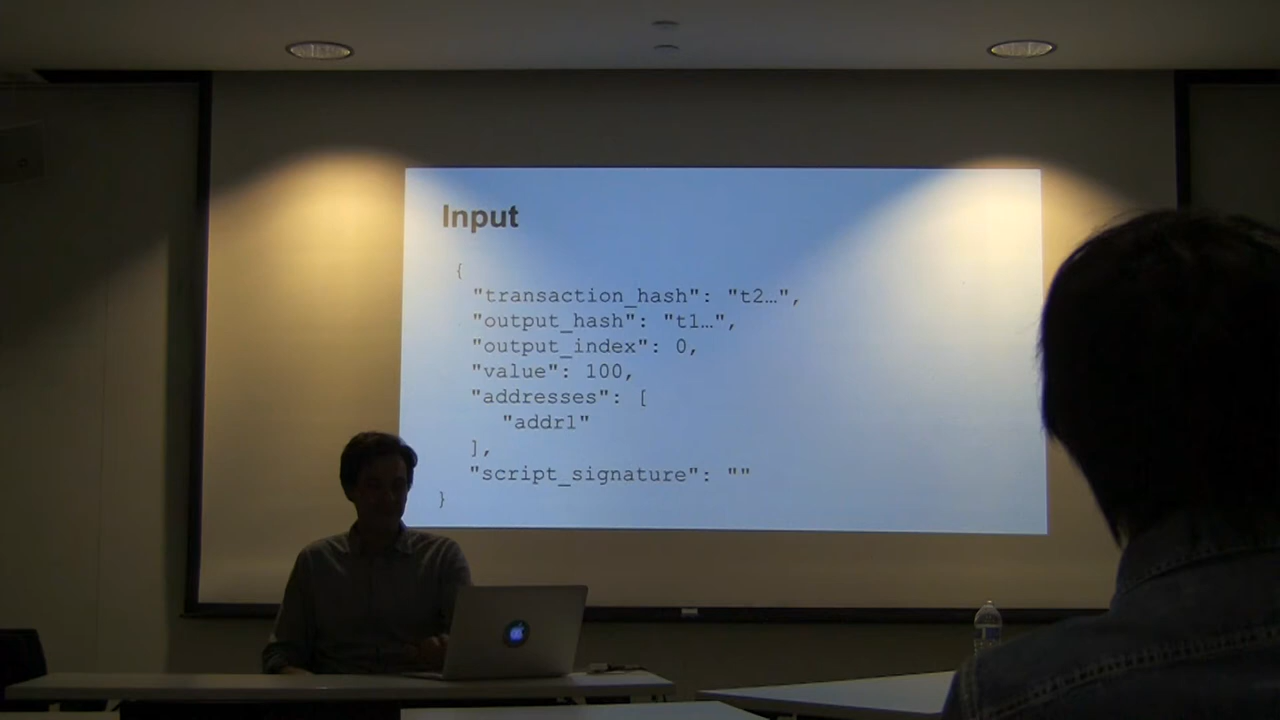 Input
{
"transaction_hash": "t2…",
"output_hash": "t1…",
"output_index": 0,
"value": 100,
"addresses": [
"addr1"
],
"script_signature": ""
}